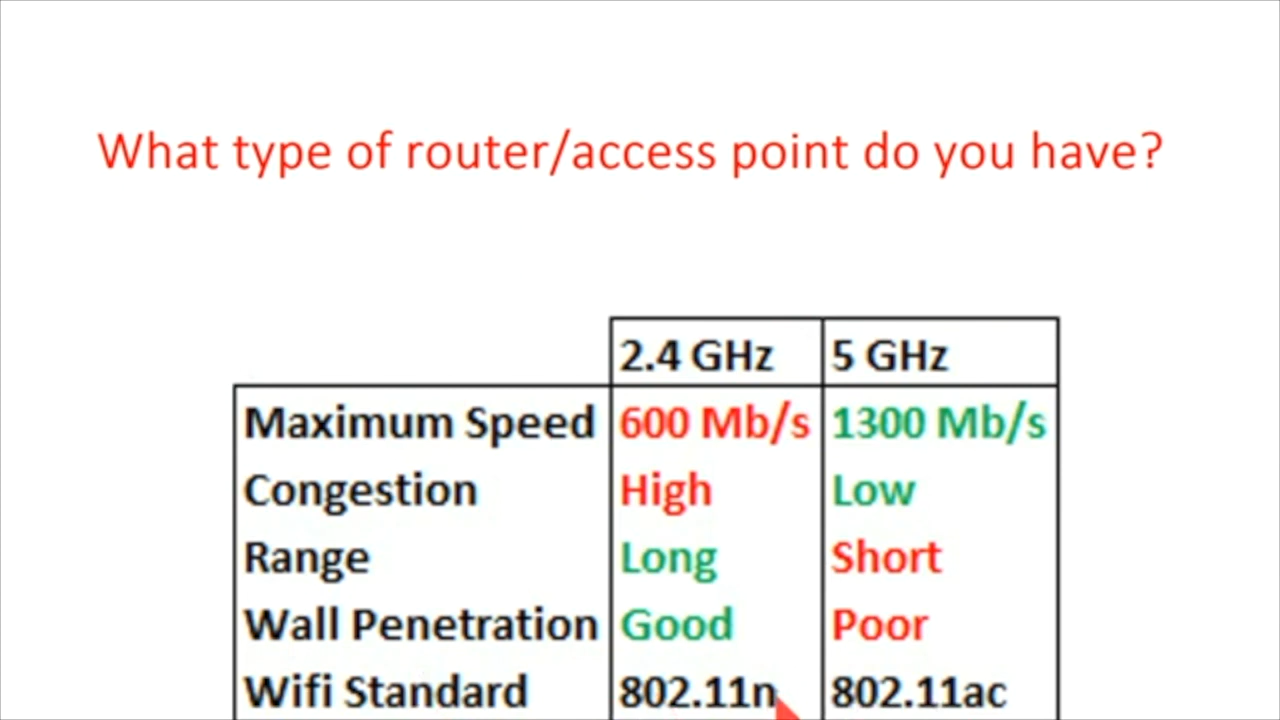 What type of router/access point do you have?
2.4 GHz 5 GHz
Maximum Speed 600 Mb/s 1300 Mb/s
Congestion High Low
Range Long Short
Wall Penetration Good Poor
Wifi Standard 802.11n 802.11ac